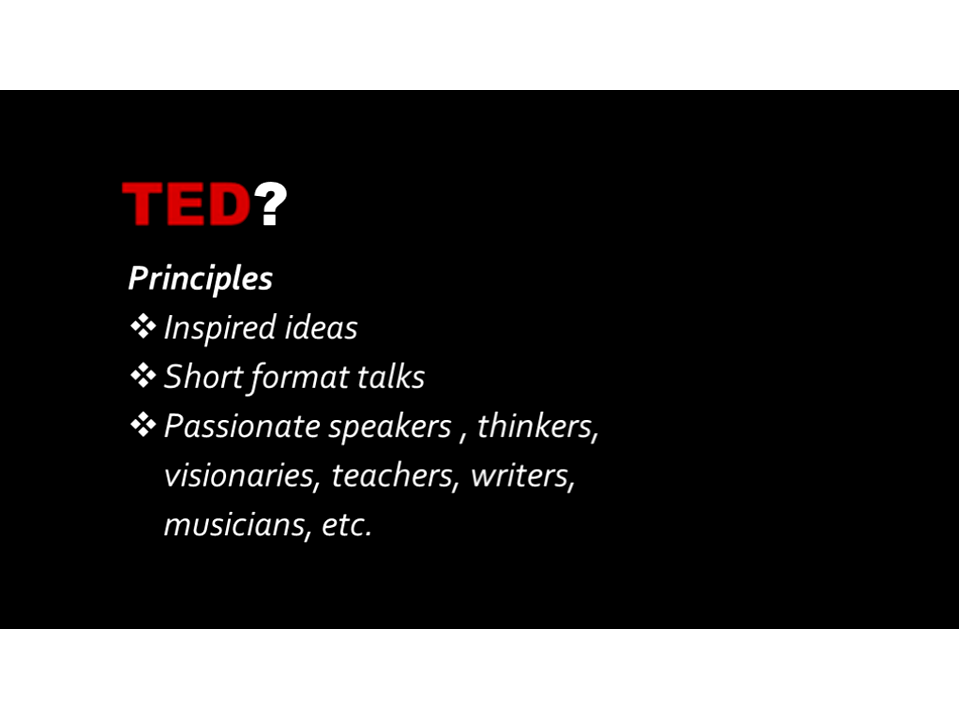 TED?
Principles
❖ Inspired ideas
❖ Short format talks
❖ Passionate speakers , thinkers,
visionaries, teachers, writers,
musicians, etc.